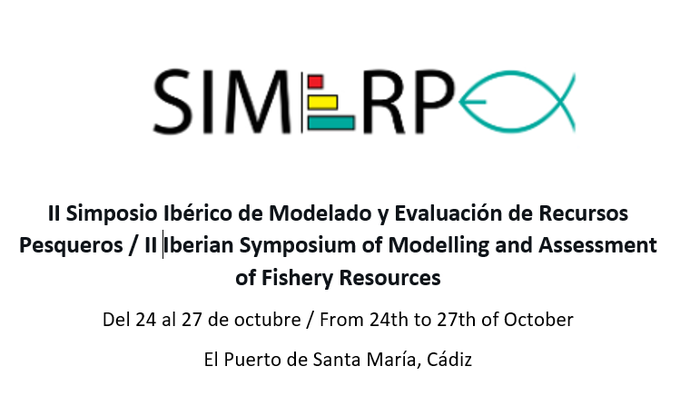 SIMERPE
II Simposio Ibérico de Modelado y Evaluación de Recursos
Pesqueros / II Iberian Symposium of Modelling and Assessment
of Fishery Resources
Del 24 al 27 de octubre / From 24th to 27th of October
El Puerto de Santa María, Cádiz